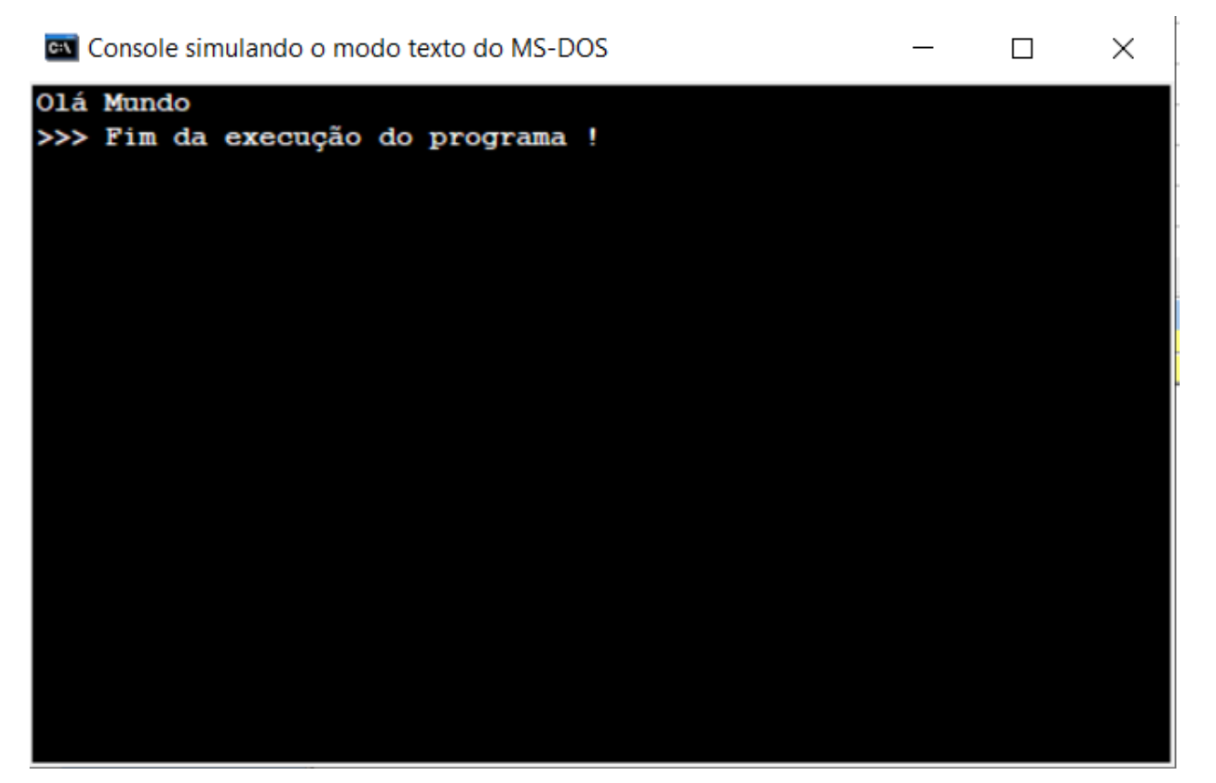 Console simulando o modo texto do MS-DOS
Olá Mundo
>>> Fim da execução do programa !